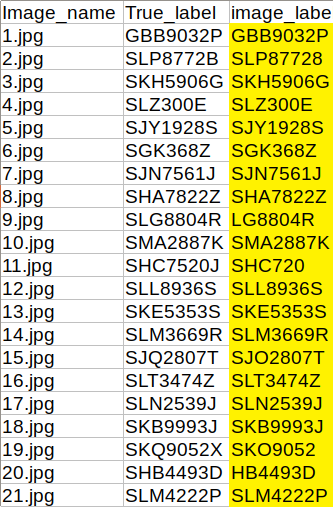 Image_name True_label image_labe
1.jpg GBB9032P GBB9032P
2.jpg SLP8772B SLP87728
3.jpg SKH5906G SKH5906G
4.jpg SLZ300E SLZ300E
5.jpg SJY1928S SJY1928S
6.jpg SGK368Z SGK368Z
7.jpg SJN7561J SJN7561J
8.jpg SHA7822Z SHA7822Z
9.jpg SLG8804R LG8804R
10.jpg SMA2887K SMA2887K
11.jpg SHC7520J SHC720
12.jpg SLL8936S SLL8936S
13.jpg SKE5353S SKE5353S
14.jpg SLM3669R SLM3669R
15.jpg SJQ2807T SJO2807T
16.jpg SLT3474Z SLT3474Z
17.jpg SLN2539J SLN2539J
18.jpg SKB9993J SKB9993J
19.jpg SKQ9052X SKO9052
20.jpg SHB4493D HB4493D
21.jpg SLM4222P SLM4222P